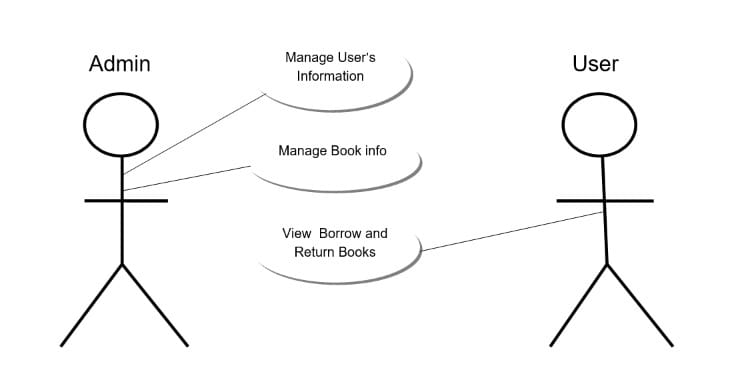 Admin
Manage User's
Information
User
Manage Book info
View Borrow and
Return Books